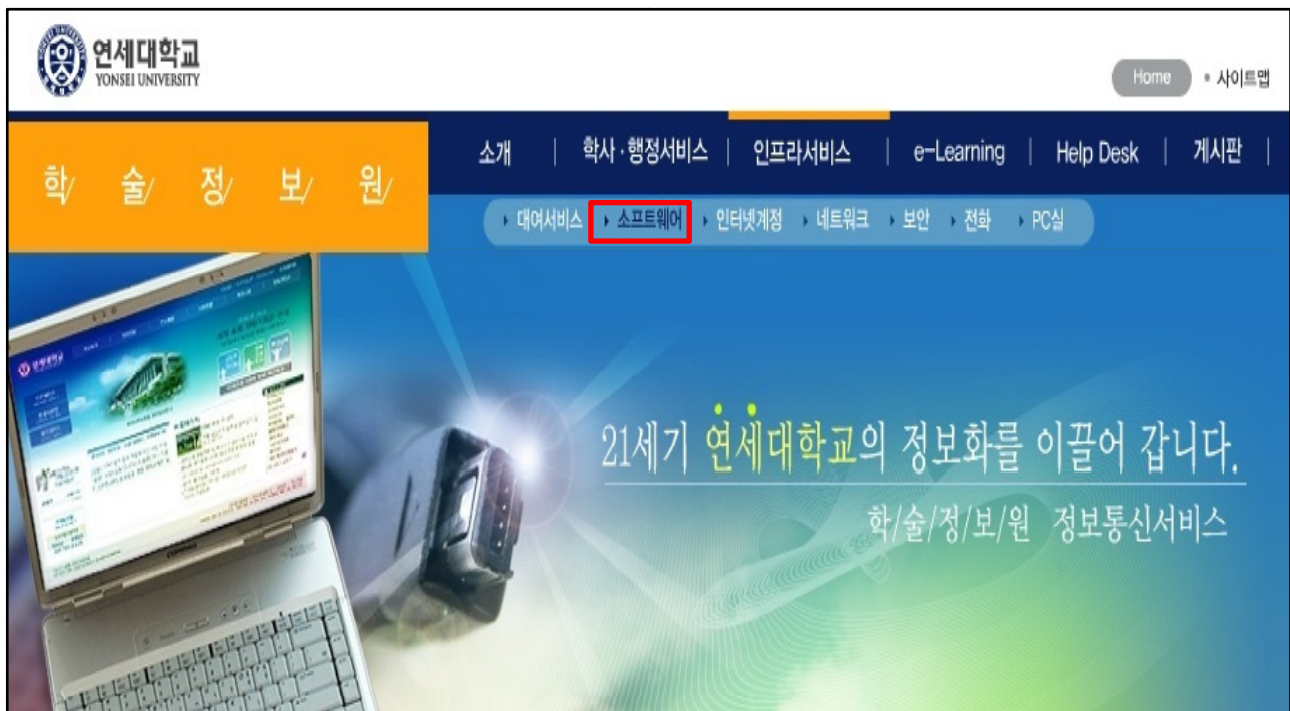 연세대학교
YONSEI UNIVERSITY
Home 사이트맵
학/ 술/ 정/ 보/ 원/
소개 | 학사·행정서비스 | 인프라서비스 | e-Learning | Help Desk | 게시판 |
대여서비스 소프트웨어 인터넷계정 네트워크 보안 전화 PC실
21세기 연세대학교의 정보화를 이끌어 갑니다.
학/술/정/보/원 정보통신서비스